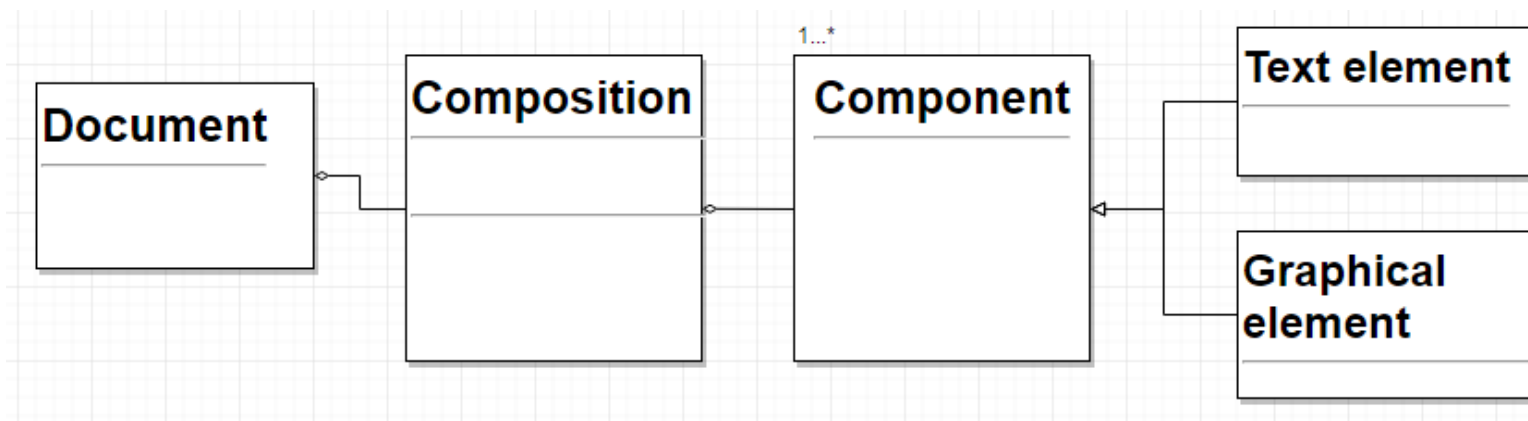 1...*
Document
Composition
Component
Text element
Graphical
element